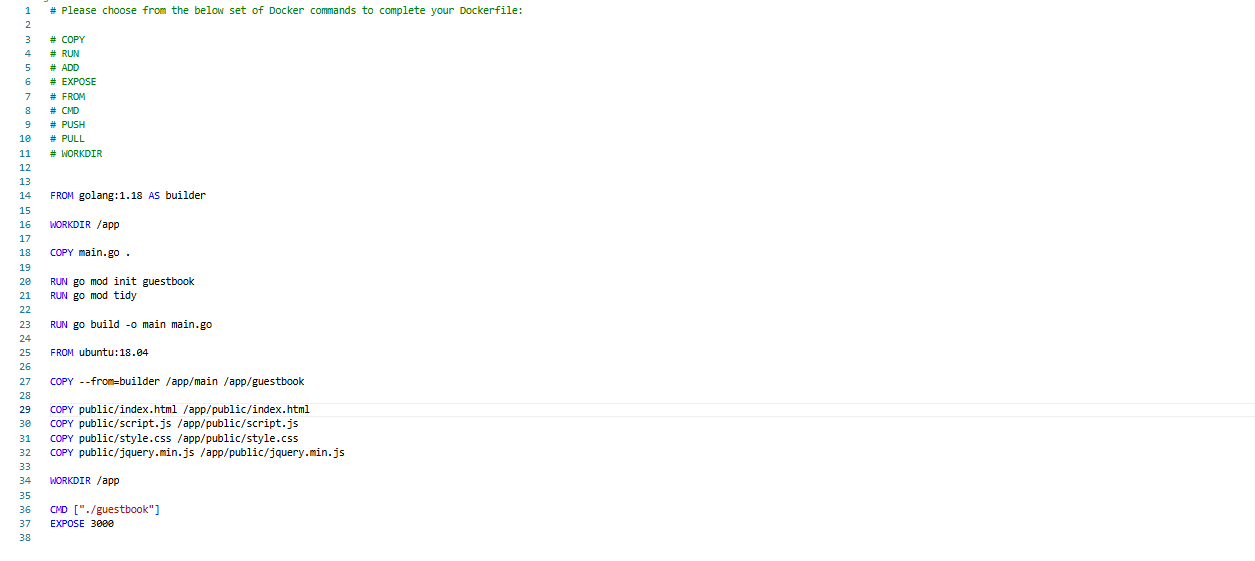 1 # Please choose from the below set of Docker commands to complete your Dockerfile:
2
3 # COPY
4 # RUN
5 # ADD
6 # EXPOSE
7 # FROM
8 # CMD
9 # PUSH
10 # PULL
11 # WORKDIR
12
13
14 FROM golang:1.18 AS builder
15
16 WORKDIR /app
17
18 COPY main.go .
19
20 RUN go mod init guestbook
21 RUN go mod tidy
22
23 RUN go build -o main main.go
24
25 FROM ubuntu:18.04
26
27 COPY --from=builder /app/main /app/guestbook
28
29 COPY public/index.html /app/public/index.html
30 COPY public/script.js /app/public/script.js
31 COPY public/style.css /app/public/style.css
32 COPY public/jquery.min.js /app/public/jquery.min.js
33
34 WORKDIR /app
35
36 CMD ["./guestbook"]
37 EXPOSE 3000
38